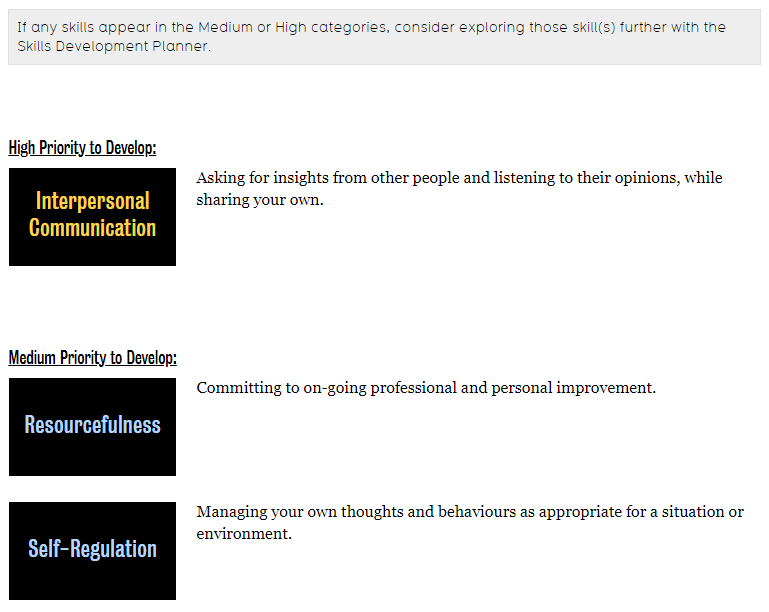 If any skills appear in the Medium or High categories, consider exploring those skill(s) further with the
Skills Development Planner.
High Priority to Develop:
Interpersonal
Communication
Asking for insights from other people and listening to their opinions, while
sharing your own.
Medium Priority to Develop:
Resourcefulness
Committing to on-going professional and personal improvement.
Self-Regulation
Managing your own thoughts and behaviours as appropriate for a situation or
environment.